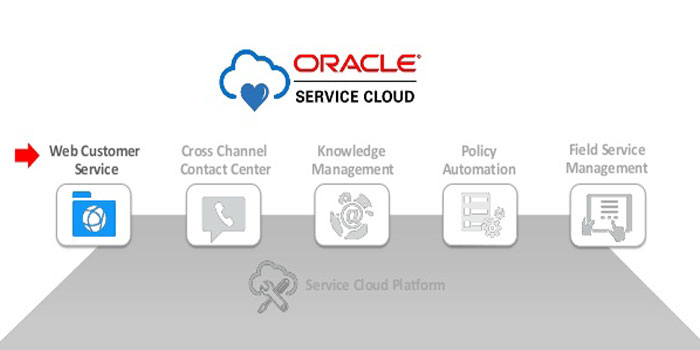 ORACLE®
SERVICE CLOUD
Web Customer
Service
Cross Channel
Contact Center
Knowledge
Management
Policy
Automation
Field Service
Management
@
Service Cloud Platform